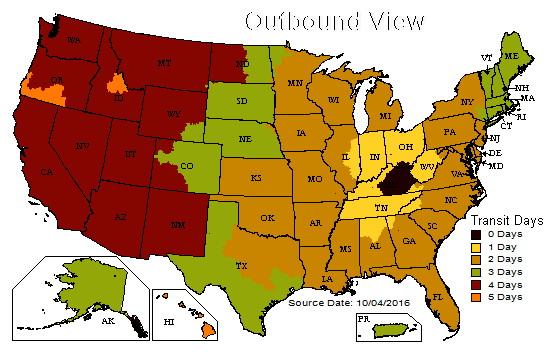 Outbound View
WA
MT
ND
MN
VT
ME
OR
ID
SD
WI
MI
NY
NH
MA
RI
CT
WY
NE
IA
IL
IN
OH
PA
NJ
DE
MD
NV
UT
CO
KS
MO
WV
VA
CA
AZ
NM
OK
AR
TN
NC
SC
TX
LA
MS
AL
GA
FL
AK
HI
PR
Transit Days
0 Days
1 Day
2 Days
3 Days
4 Days
5 Days
Source Date: 10/04/2016